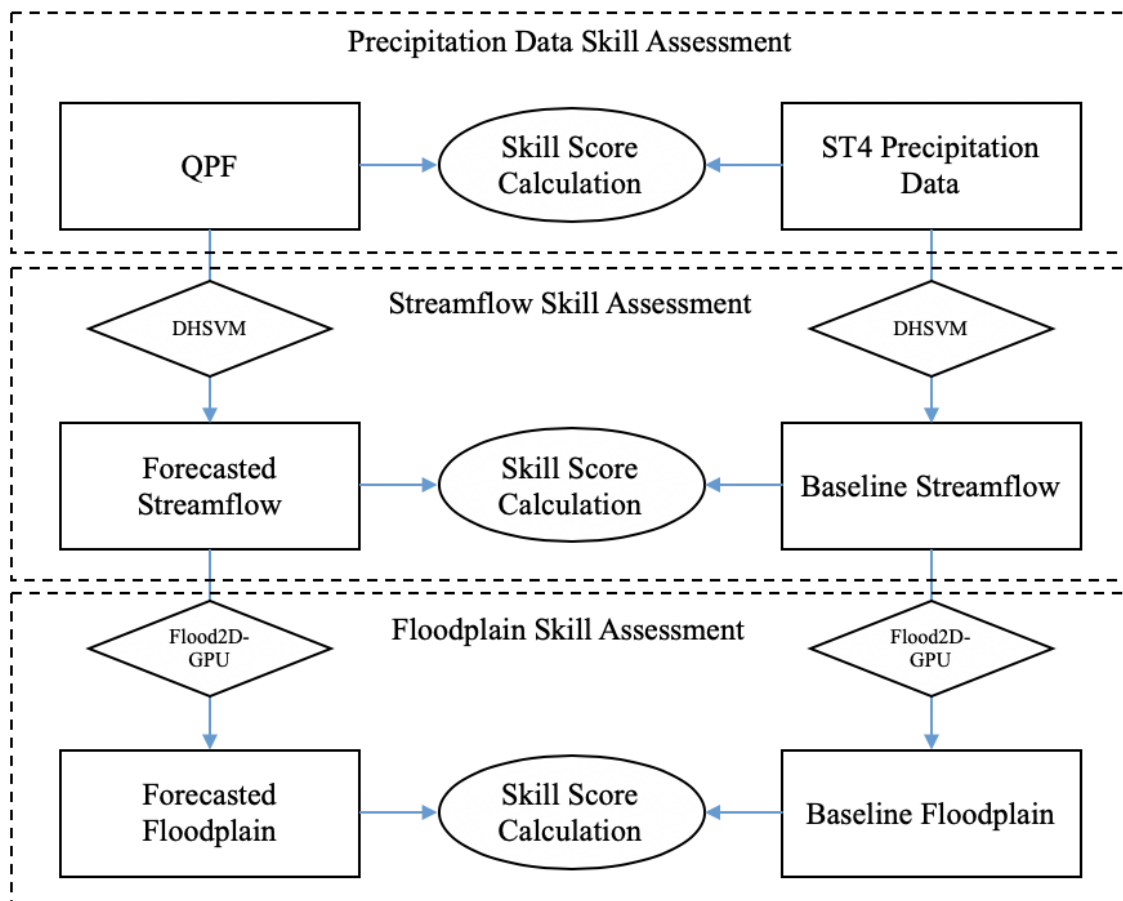 Precipitation Data Skill Assessment
QPF
Skill Score
Calculation
ST4 Precipitation
Data
Streamflow Skill Assessment
DHSVM
DHSVM
Forecasted
Streamflow
Skill Score
Calculation
Baseline Streamflow
Floodplain Skill Assessment
Flood2D-
GPU
Flood2D-
GPU
Forecasted
Floodplain
Skill Score
Calculation
Baseline Floodplain